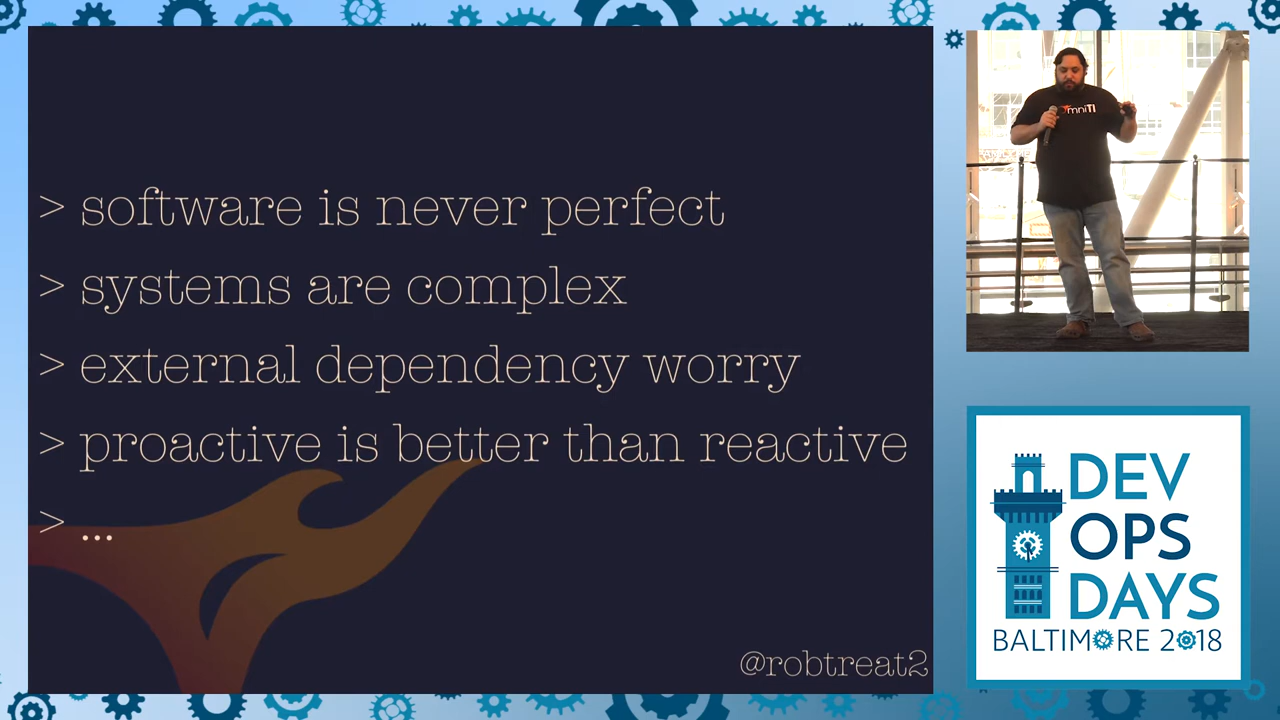 > software is never perfect
> systems are complex
> external dependency worry
> proactive is better than reactive
> ...
@robtreat2
omniTI
DEV
OPS
DAYS
BALTIMORE 2018